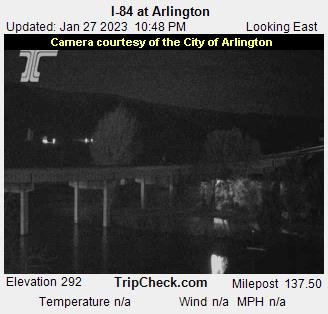 I-84 at Arlington
Updated: Jan 27 2023 10:48 PM Looking East
Camera courtesy of the City of Arlington
Elevation 292 TripCheck.com Milepost 137.50
Temperature n/a Wind n/a MPH n/a